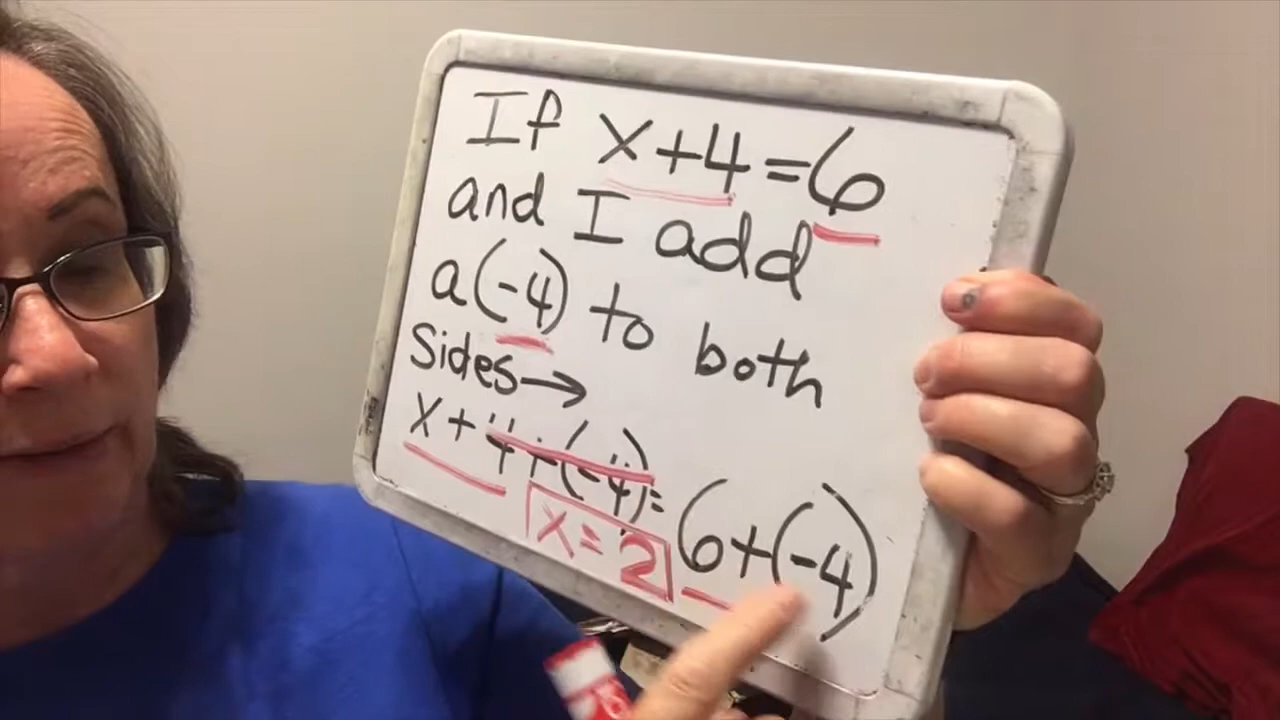 If x+4=6
and I add
a(-4) to both
Sides→
x+4+(-4)=6+(-4)
x=2